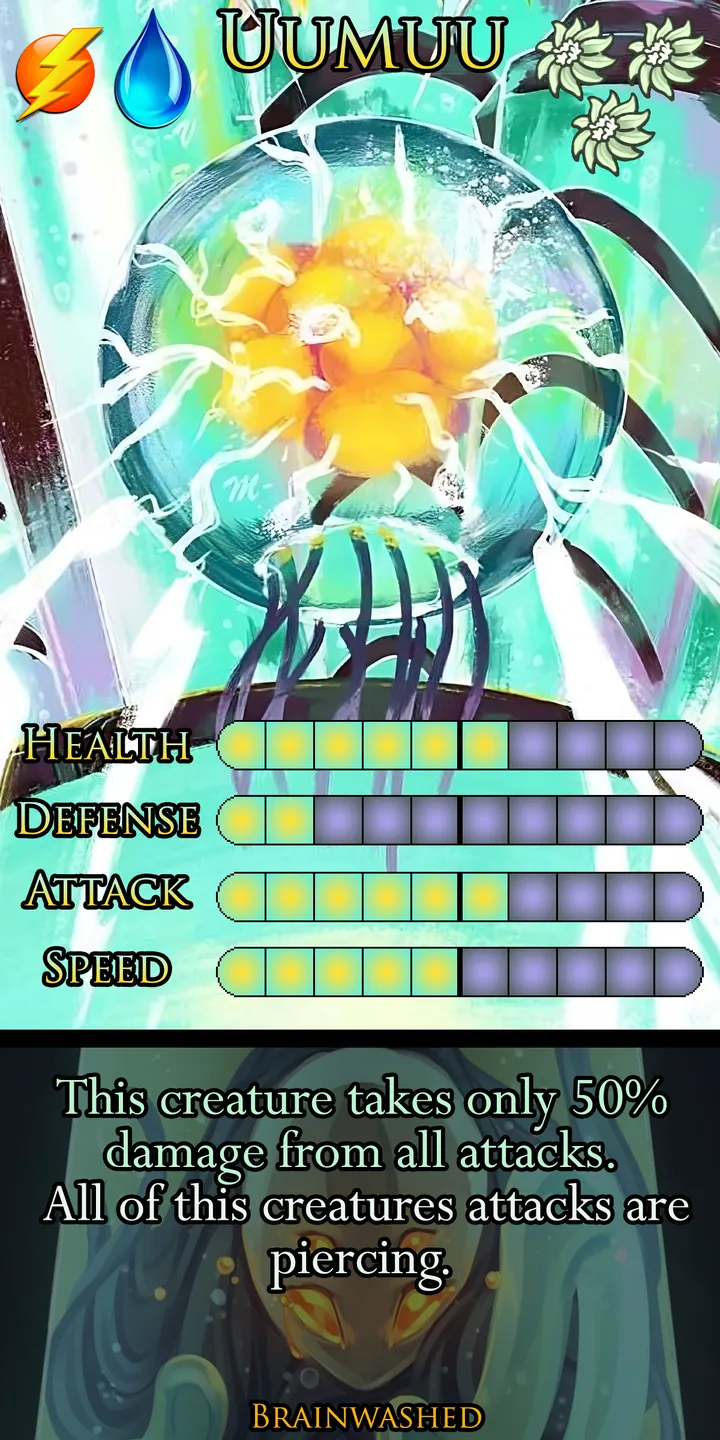 Uumuu
Health
Defense
Attack
Speed
This creature takes only 50%
damage from all attacks.
All of this creatures attacks are
piercing.
Brainwashed